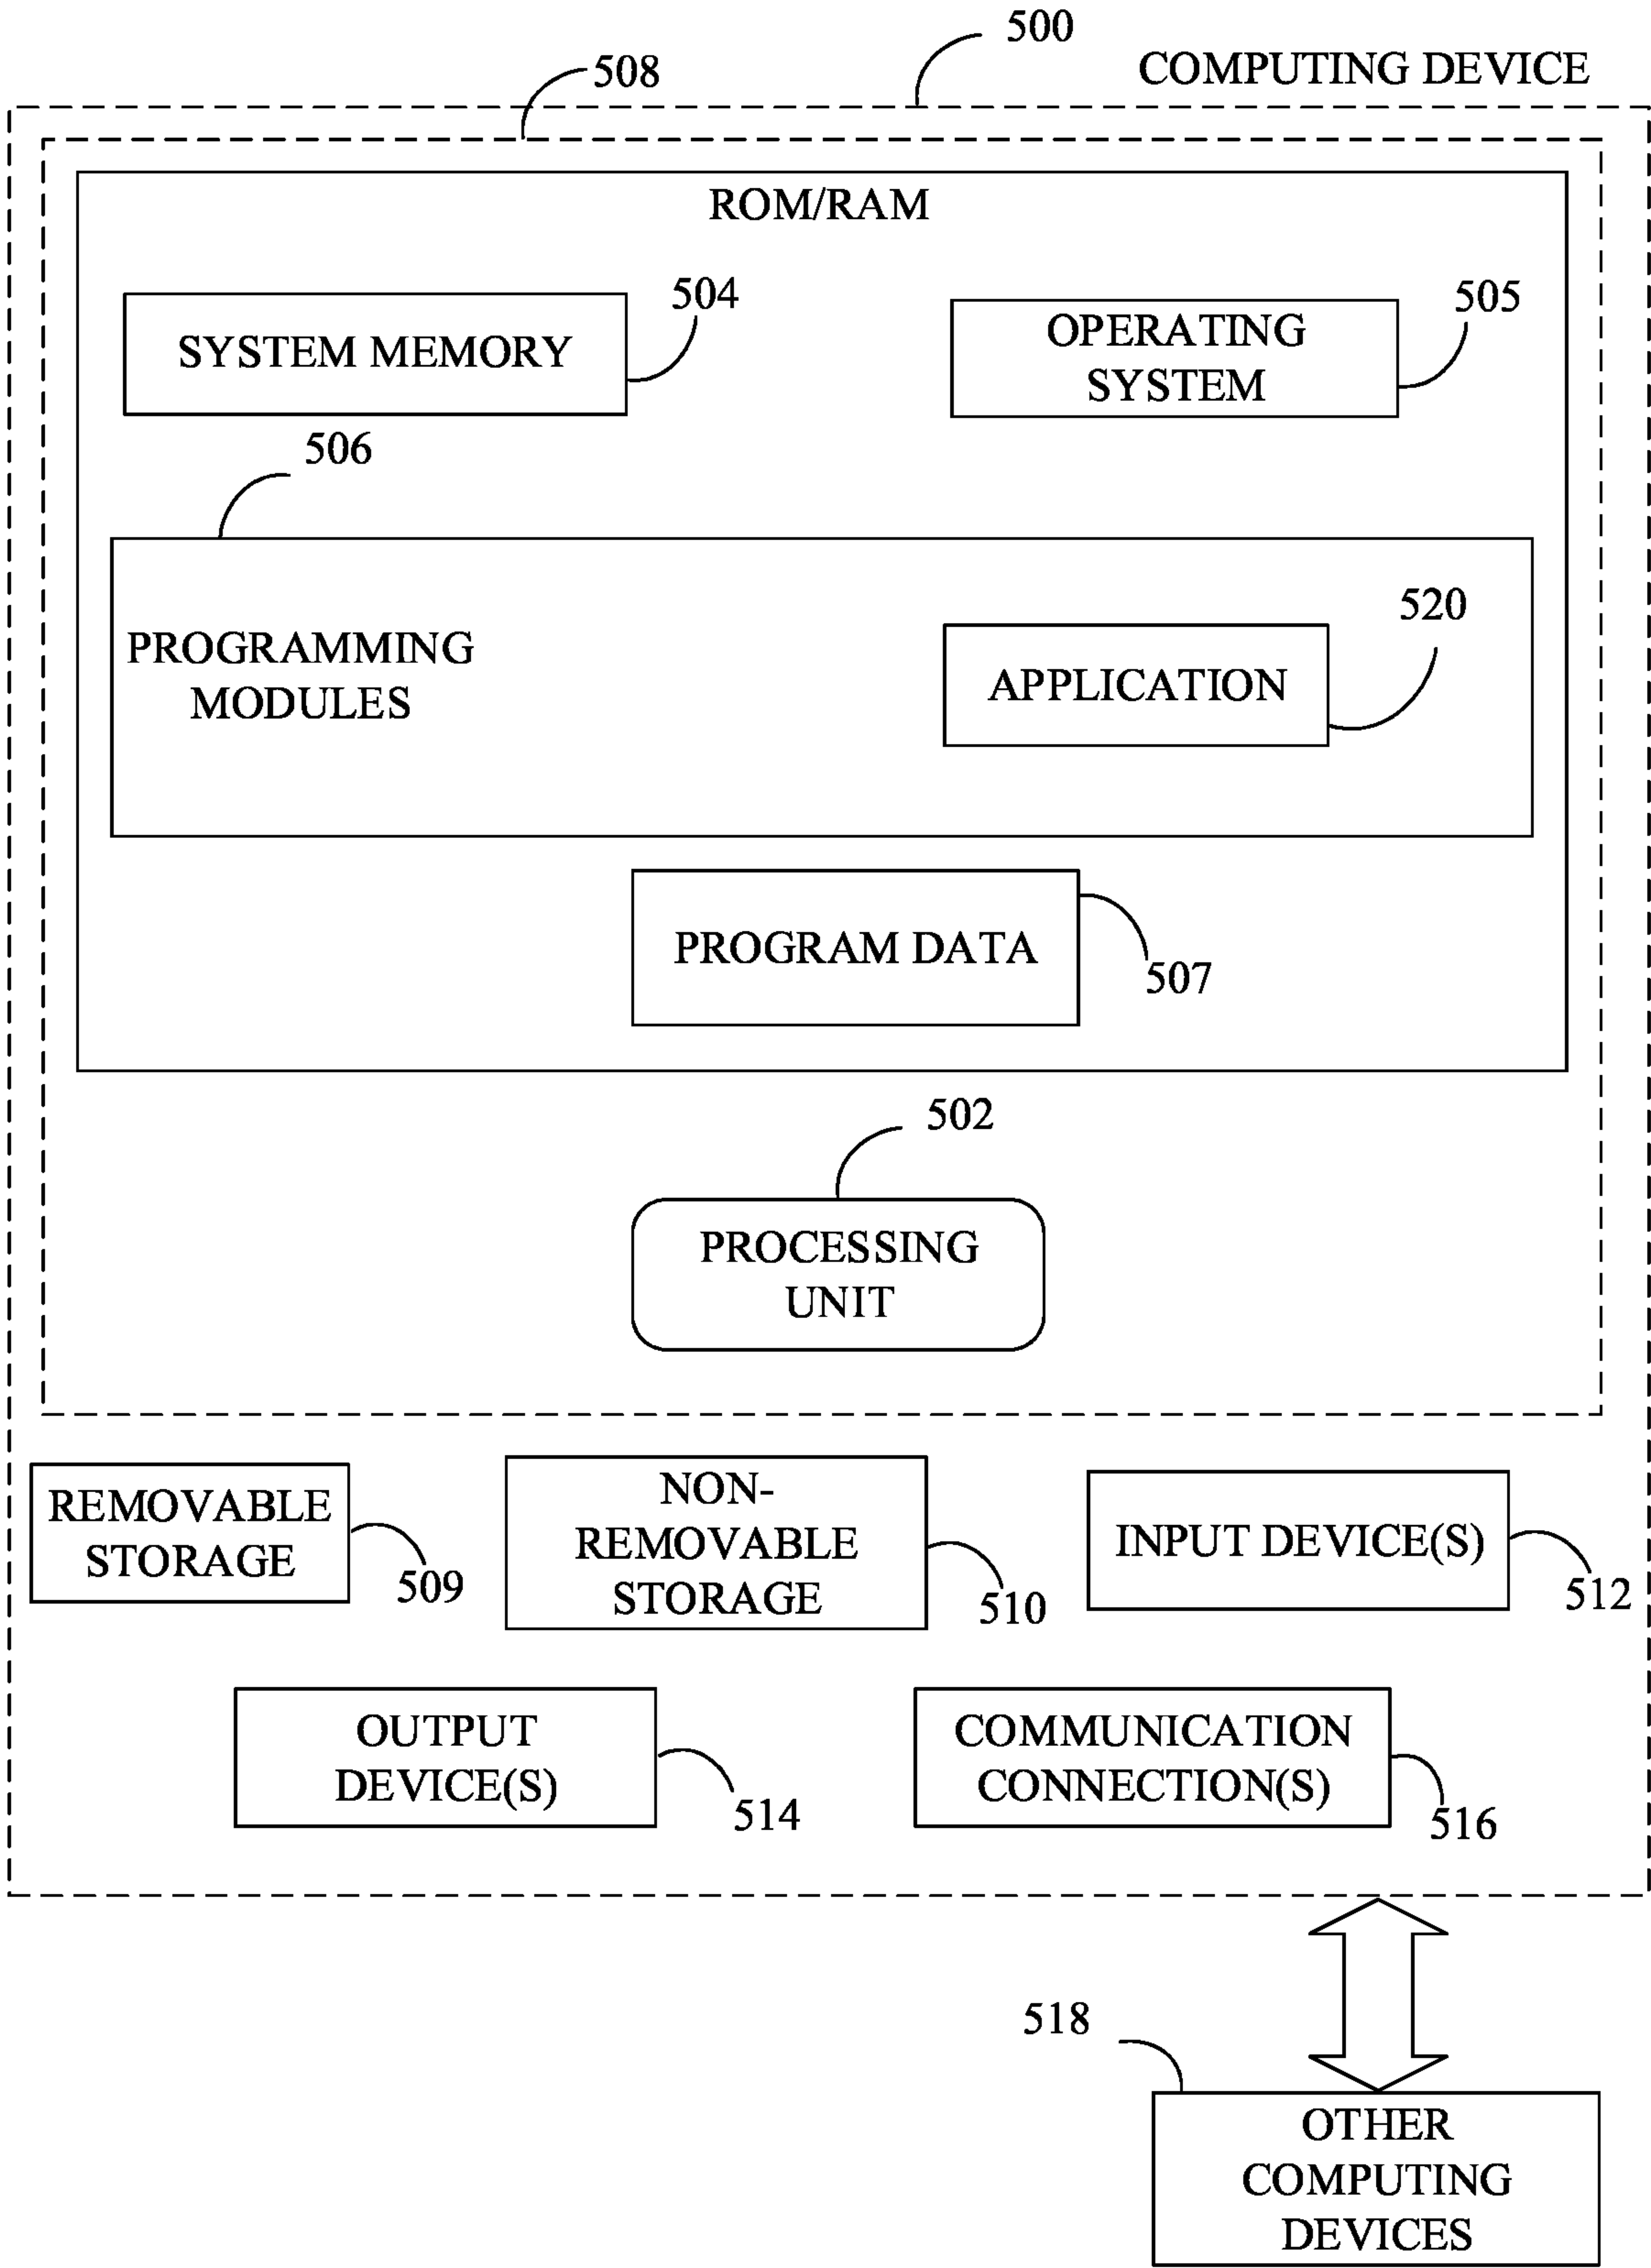 500
COMPUTING DEVICE
508
ROM/RAM
504
SYSTEM MEMORY
505
OPERATING
SYSTEM
506
PROGRAMMING
MODULES
520
APPLICATION
PROGRAM DATA
507
502
PROCESSING
UNIT
REMOVABLE
STORAGE
509
NON-
REMOVABLE
STORAGE
510
INPUT DEVICE(S)
512
OUTPUT
DEVICE(S)
514
COMMUNICATION
CONNECTION(S)
516
518
OTHER
COMPUTING
DEVICES